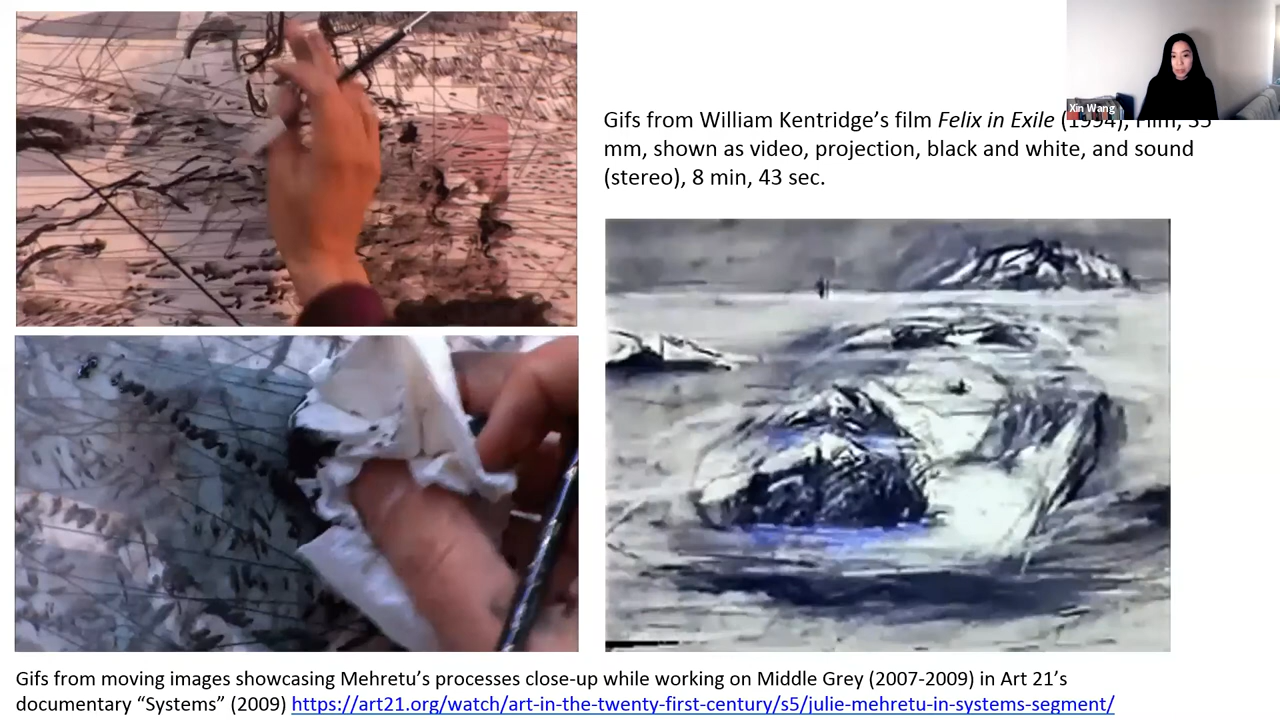 Xin Wang
Gifs from William Kentridge’s film Felix in Exile (1994), Film, 35
mm, shown as video, projection, black and white, and sound
(stereo), 8 min, 43 sec.
Gifs from moving images showcasing Mehretu’s processes close-up while working on Middle Grey (2007-2009) in Art 21’s
documentary “Systems” (2009) https://art21.org/watch/art-in-the-twenty-first-century/s5/julie-mehretu-in-systems-segment/